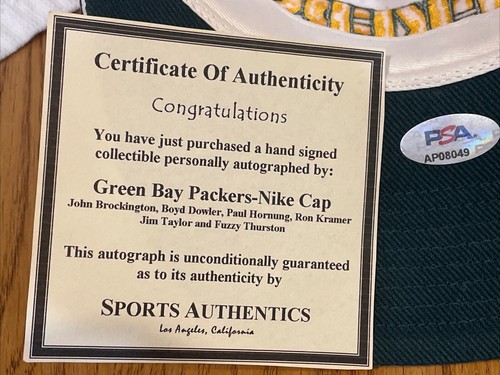 Certificate Of Authenticity
Congratulations
You have just purchased a hand signed
collectible personally autographed by:
Green Bay Packers-Nike Cap
John Brockington, Boyd Dowler, Paul Hornung, Ron Kramer
Jim Taylor and Fuzzy Thurston
This autograph is unconditionally guaranteed
as to its authenticity by
SPORTS AUTHENTICS
Los Angeles, California
PSA
AP08049